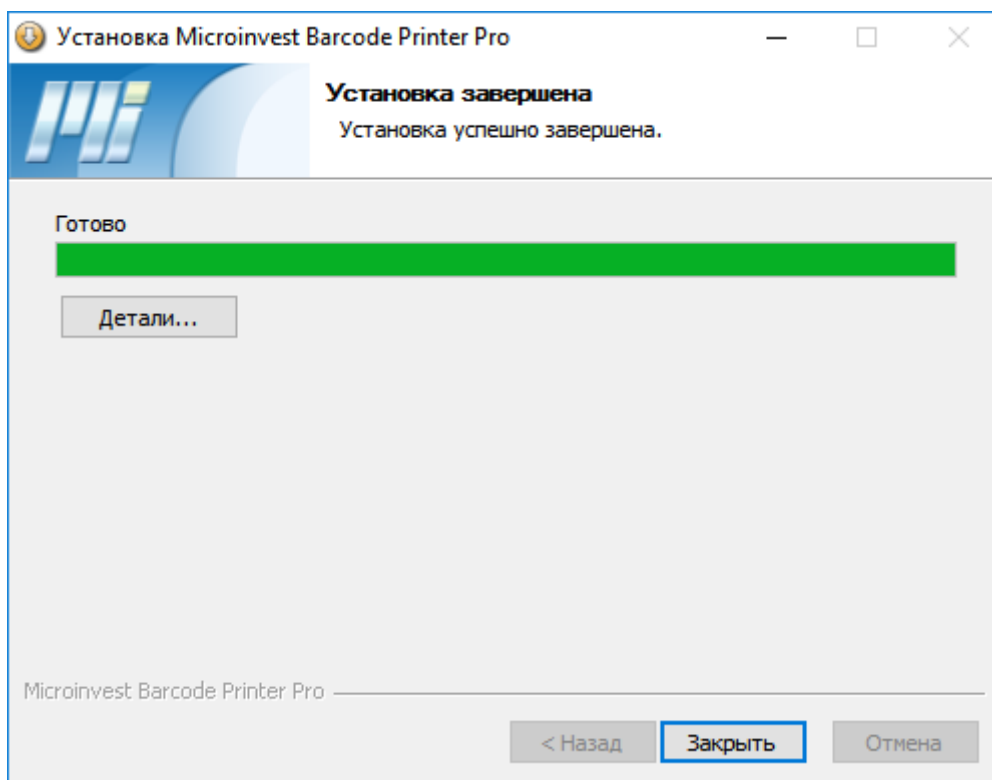 Установка Microinvest Barcode Printer Pro
Mi
Установка завершена
Установка успешно завершена.
Готово
Детали...
Microinvest Barcode Printer Pro
< Назад
Закрыть
Отмена